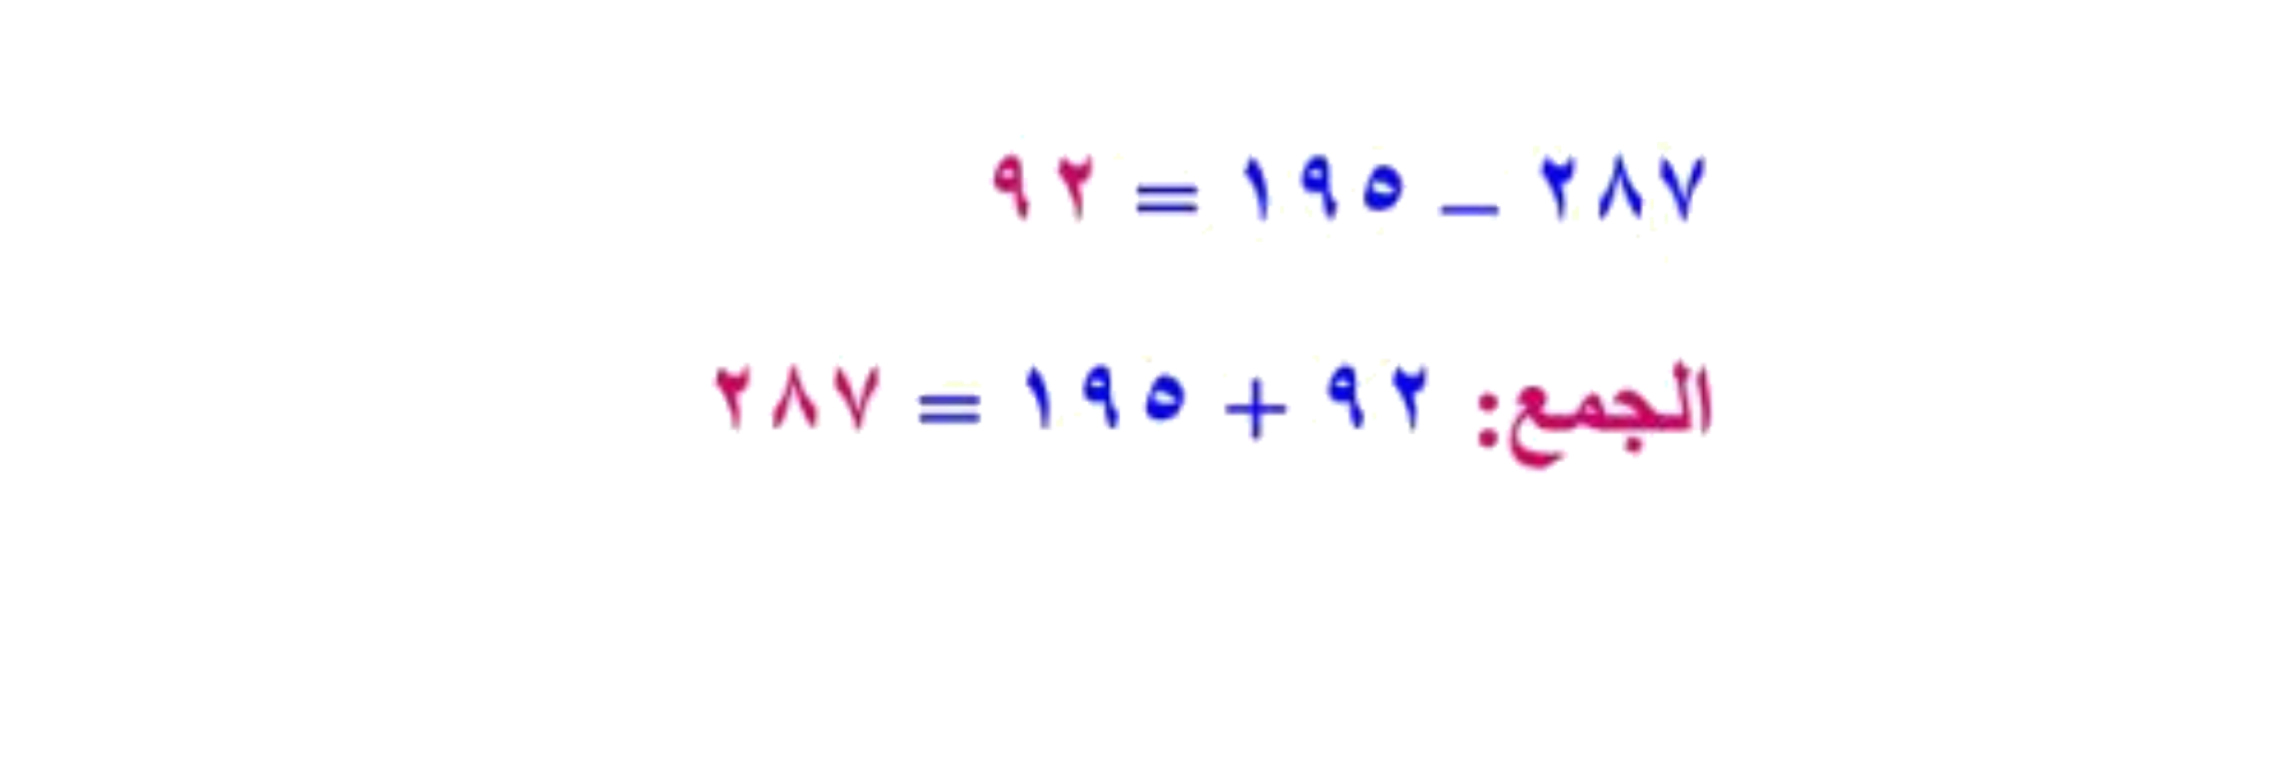 ٢٨٧ – ١٩٥ = ٩٢
الجمع: ٩٢ + ١٩٥ = ٢٨٧